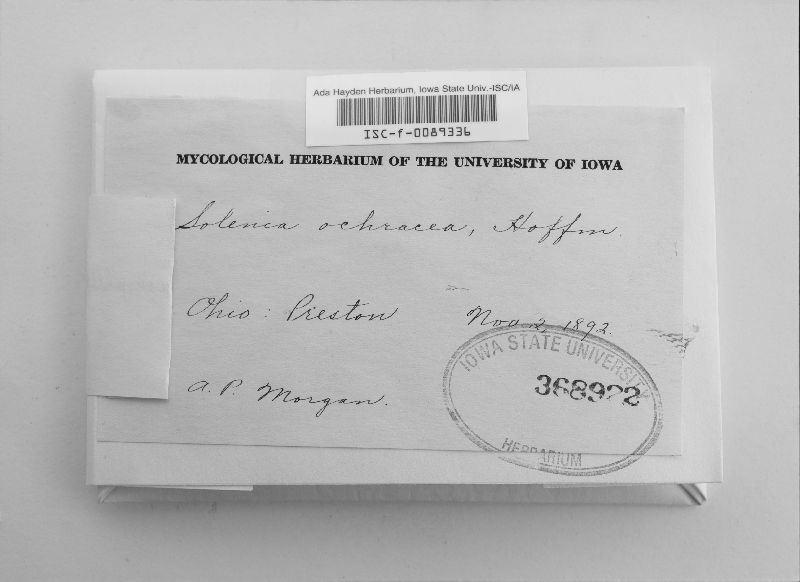 Ada Hayden Herbarium, Iowa State Univ.-ISC/IA
ISC-f-0089336
MYCOLOGICAL HERBARIUM OF THE UNIVERSITY OF IOWA
Solenia ochracea, Hoffm.
Ohio: Preston Nov. 2, 1892.
A. P. Morgan.
IOWA STATE UNIVERSITY
368922
HERBARIUM